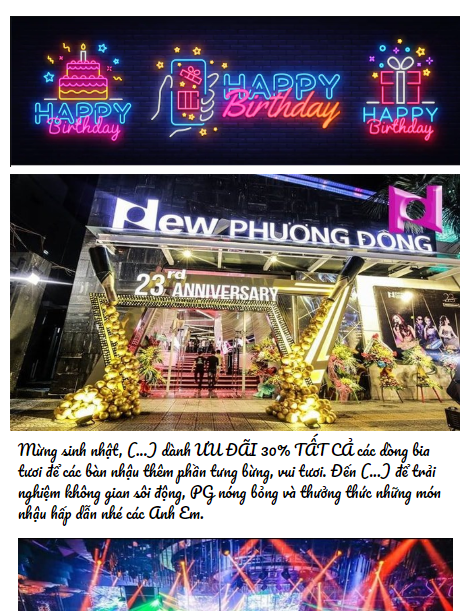 HAPPY
Birthday
HAPPY
Birthday
HAPPY
Birthday
New PHƯƠNG ĐÔNG
23rd ANNIVERSARY
Mừng sinh nhật, (...) dành ƯU ĐÃI 30% TẤT CẢ các dòng bia
tươi để các bàn nhậu thêm phần tưng bừng, vui tươi. Đến (...) để trải
nghiệm không gian sôi động, PG nóng bỏng và thưởng thức những món
nhậu hấp dẫn nhé các Anh Em.